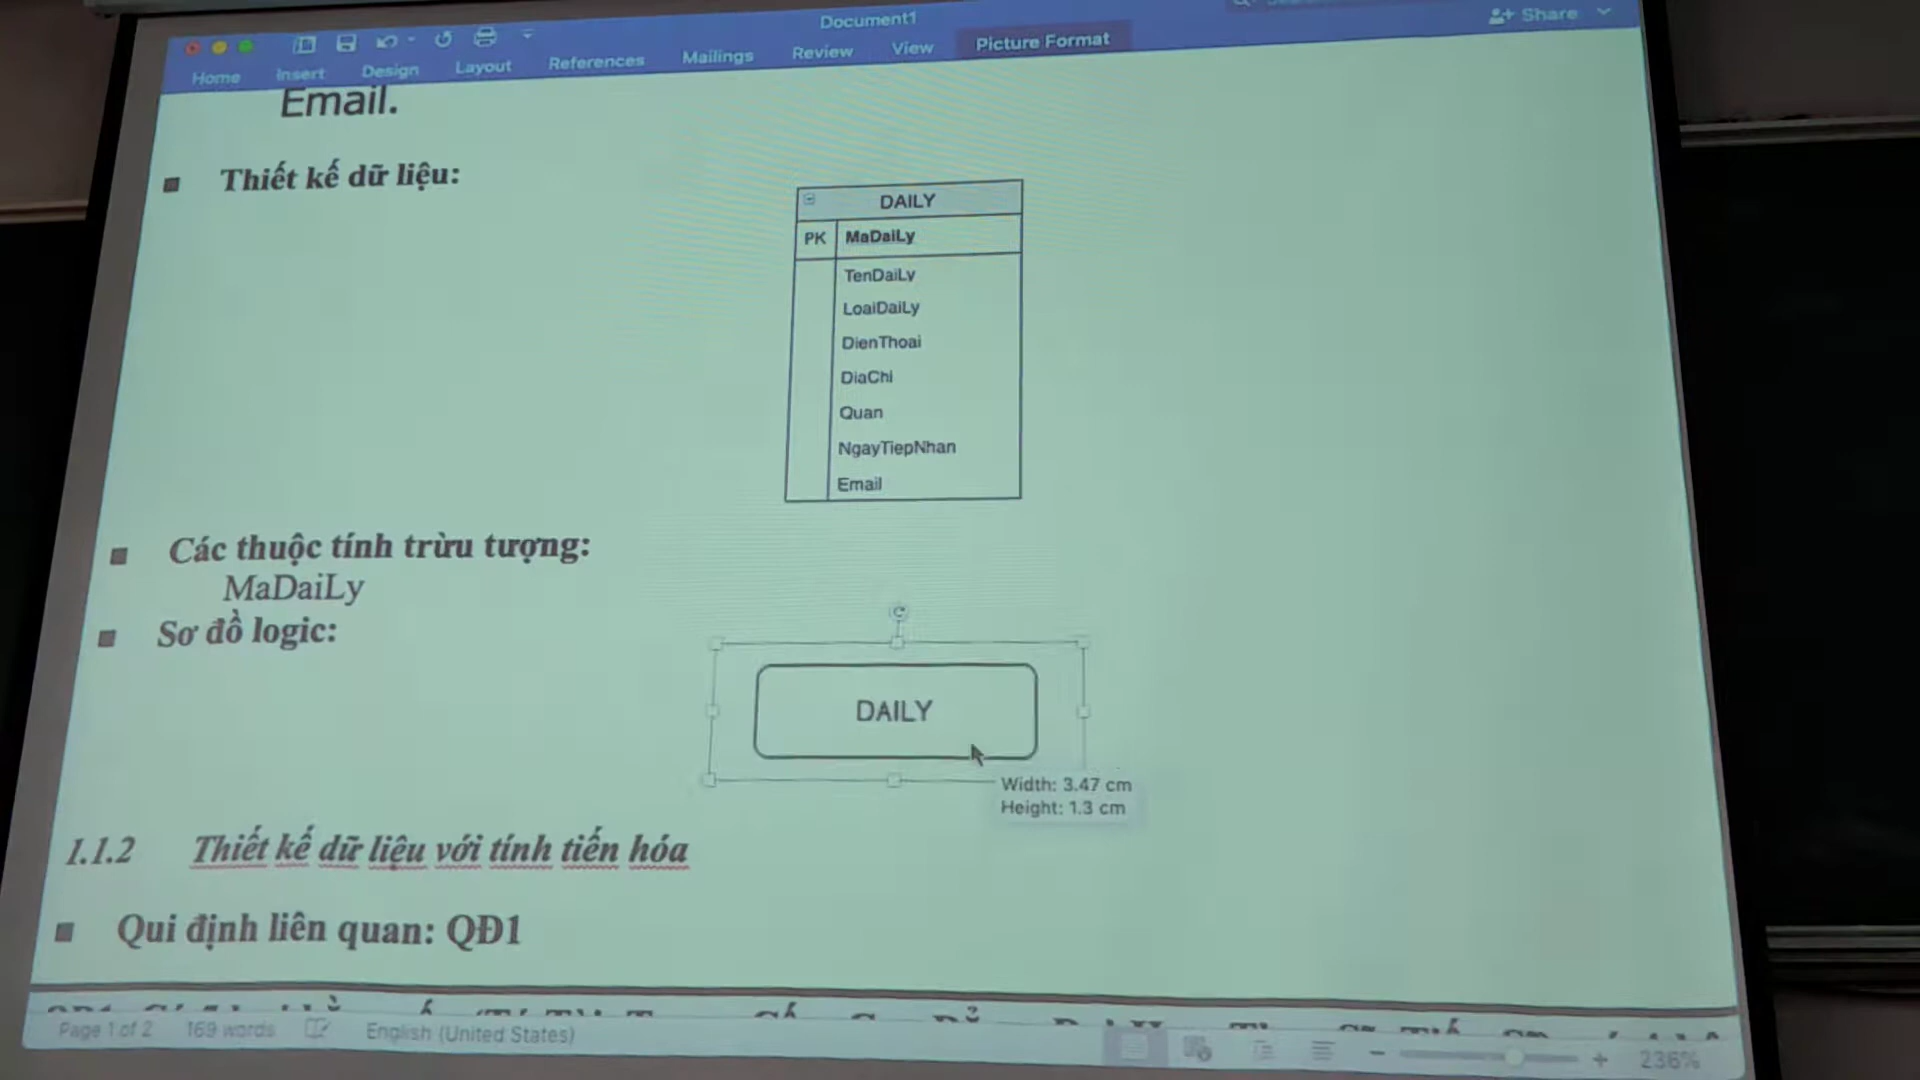 Document1
Share
Home Insert Design Layout References Mailings Review View Picture Format
Email.
Thiết kế dữ liệu:
DAILY
PK MaDaiLy
TenDaiLy
LoaiDaiLy
DienThoai
DiaChi
Quan
NgayTiepNhan
Email
Các thuộc tính trừu tượng:
MaDaiLy
Sơ đồ logic:
DAILY
Width: 3.47 cm
Height: 1.3 cm
1.1.2 Thiết kế dữ liệu với tính tiến hóa
Qui định liên quan: QĐ1
Page 1 of 2 169 words English (United States) 236%